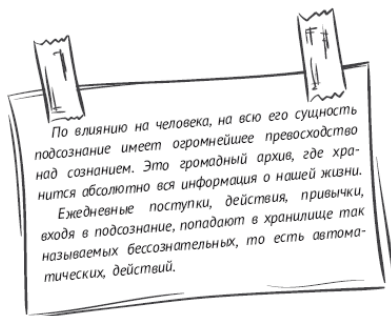 По влиянию на человека, на всю его сущность
подсознание имеет огромнейшее превосходство
над сознанием. Это громадный архив, где хра-
нится абсолютно вся информация о нашей жизни.
Ежедневные поступки, действия, привычки,
входя в подсознание, попадают в хранилище так
называемых бессознательных, то есть автома-
тических, действий.